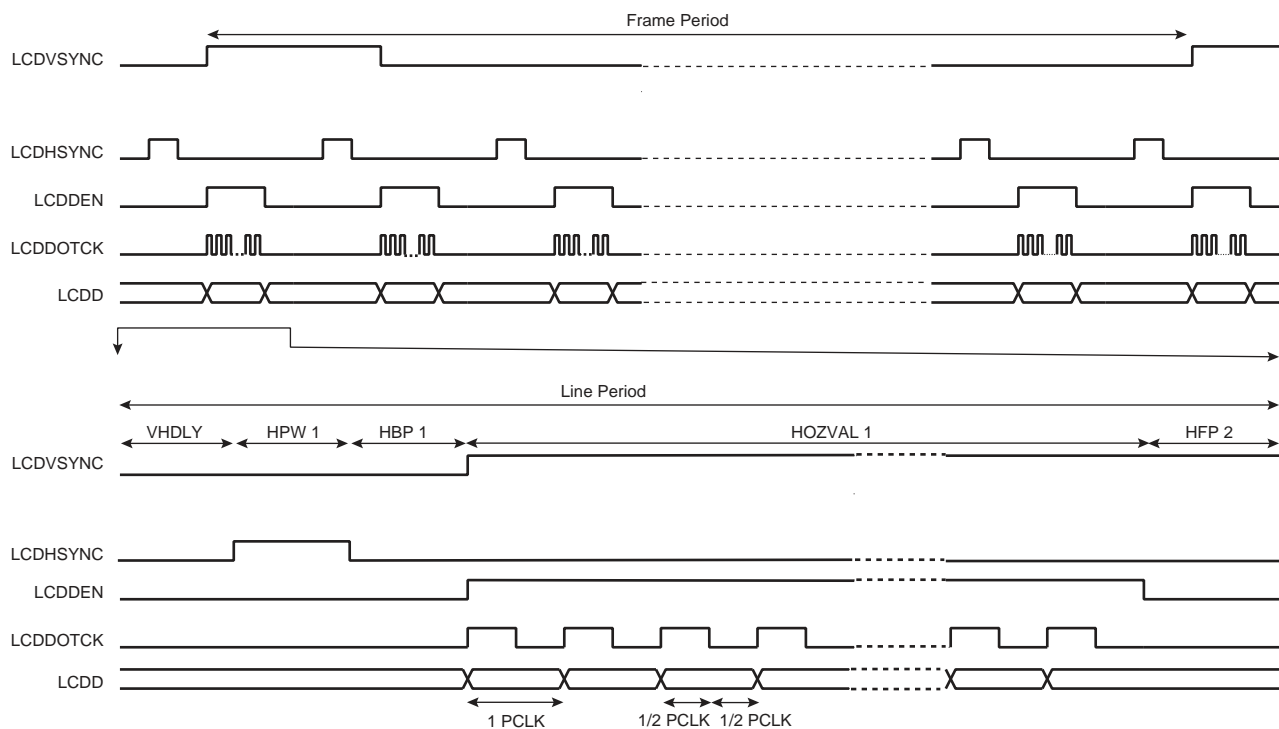 Frame Period
LCDVSYNC
LCDHSYNC
LCDDEN
LCDDOTCK
LCDD
Line Period
VHDLY HPW 1 HBP 1 HOZVAL 1 HFP 2
LCDVSYNC
LCDHSYNC
LCDDEN
LCDDOTCK
LCDD
1 PCLK 1/2 PCLK 1/2 PCLK